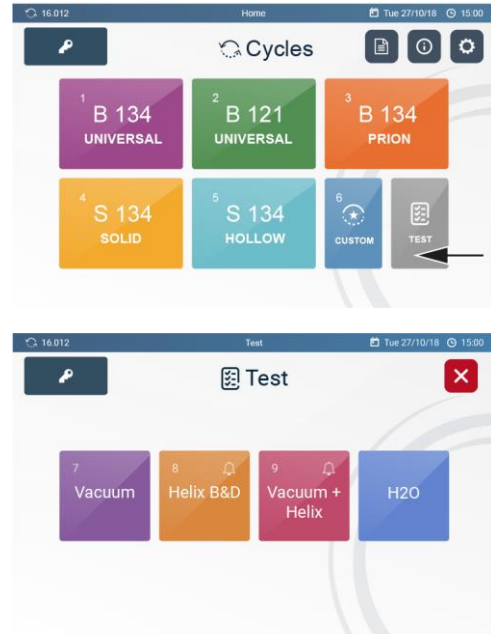 16.012 Home Tue 27/10/18 15:00
Cycles
1 2 3
B 134 B 121 B 134
UNIVERSAL UNIVERSAL PRION
4 5 6
S 134 S 134
SOLID HOLLOW CUSTOM TEST
16.012 Test Tue 27/10/18 15:00
Test
7 8 9
Vacuum Helix B&D Vacuum + H2O
Helix